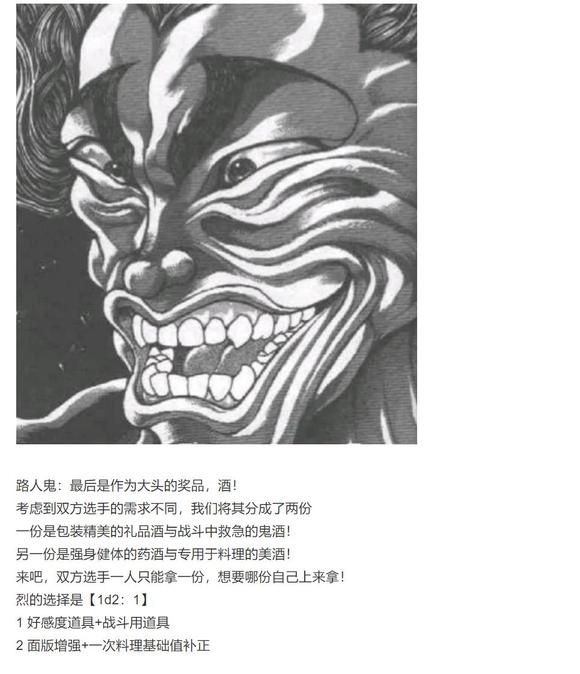 路人鬼：最后是作为大头的奖品，酒！
考虑到双方选手的需求不同，我们将其分成了两份
一份是包装精美的礼品酒与战斗中救急的鬼酒！
另一份是强身健体的药酒与专用于料理的美酒！
来吧，双方选手一人只能拿一份，想要哪份自己上来拿！
烈的选择是【1d2：1】
1 好感度道具+战斗用道具
2 面版增强+一次料理基础值补正